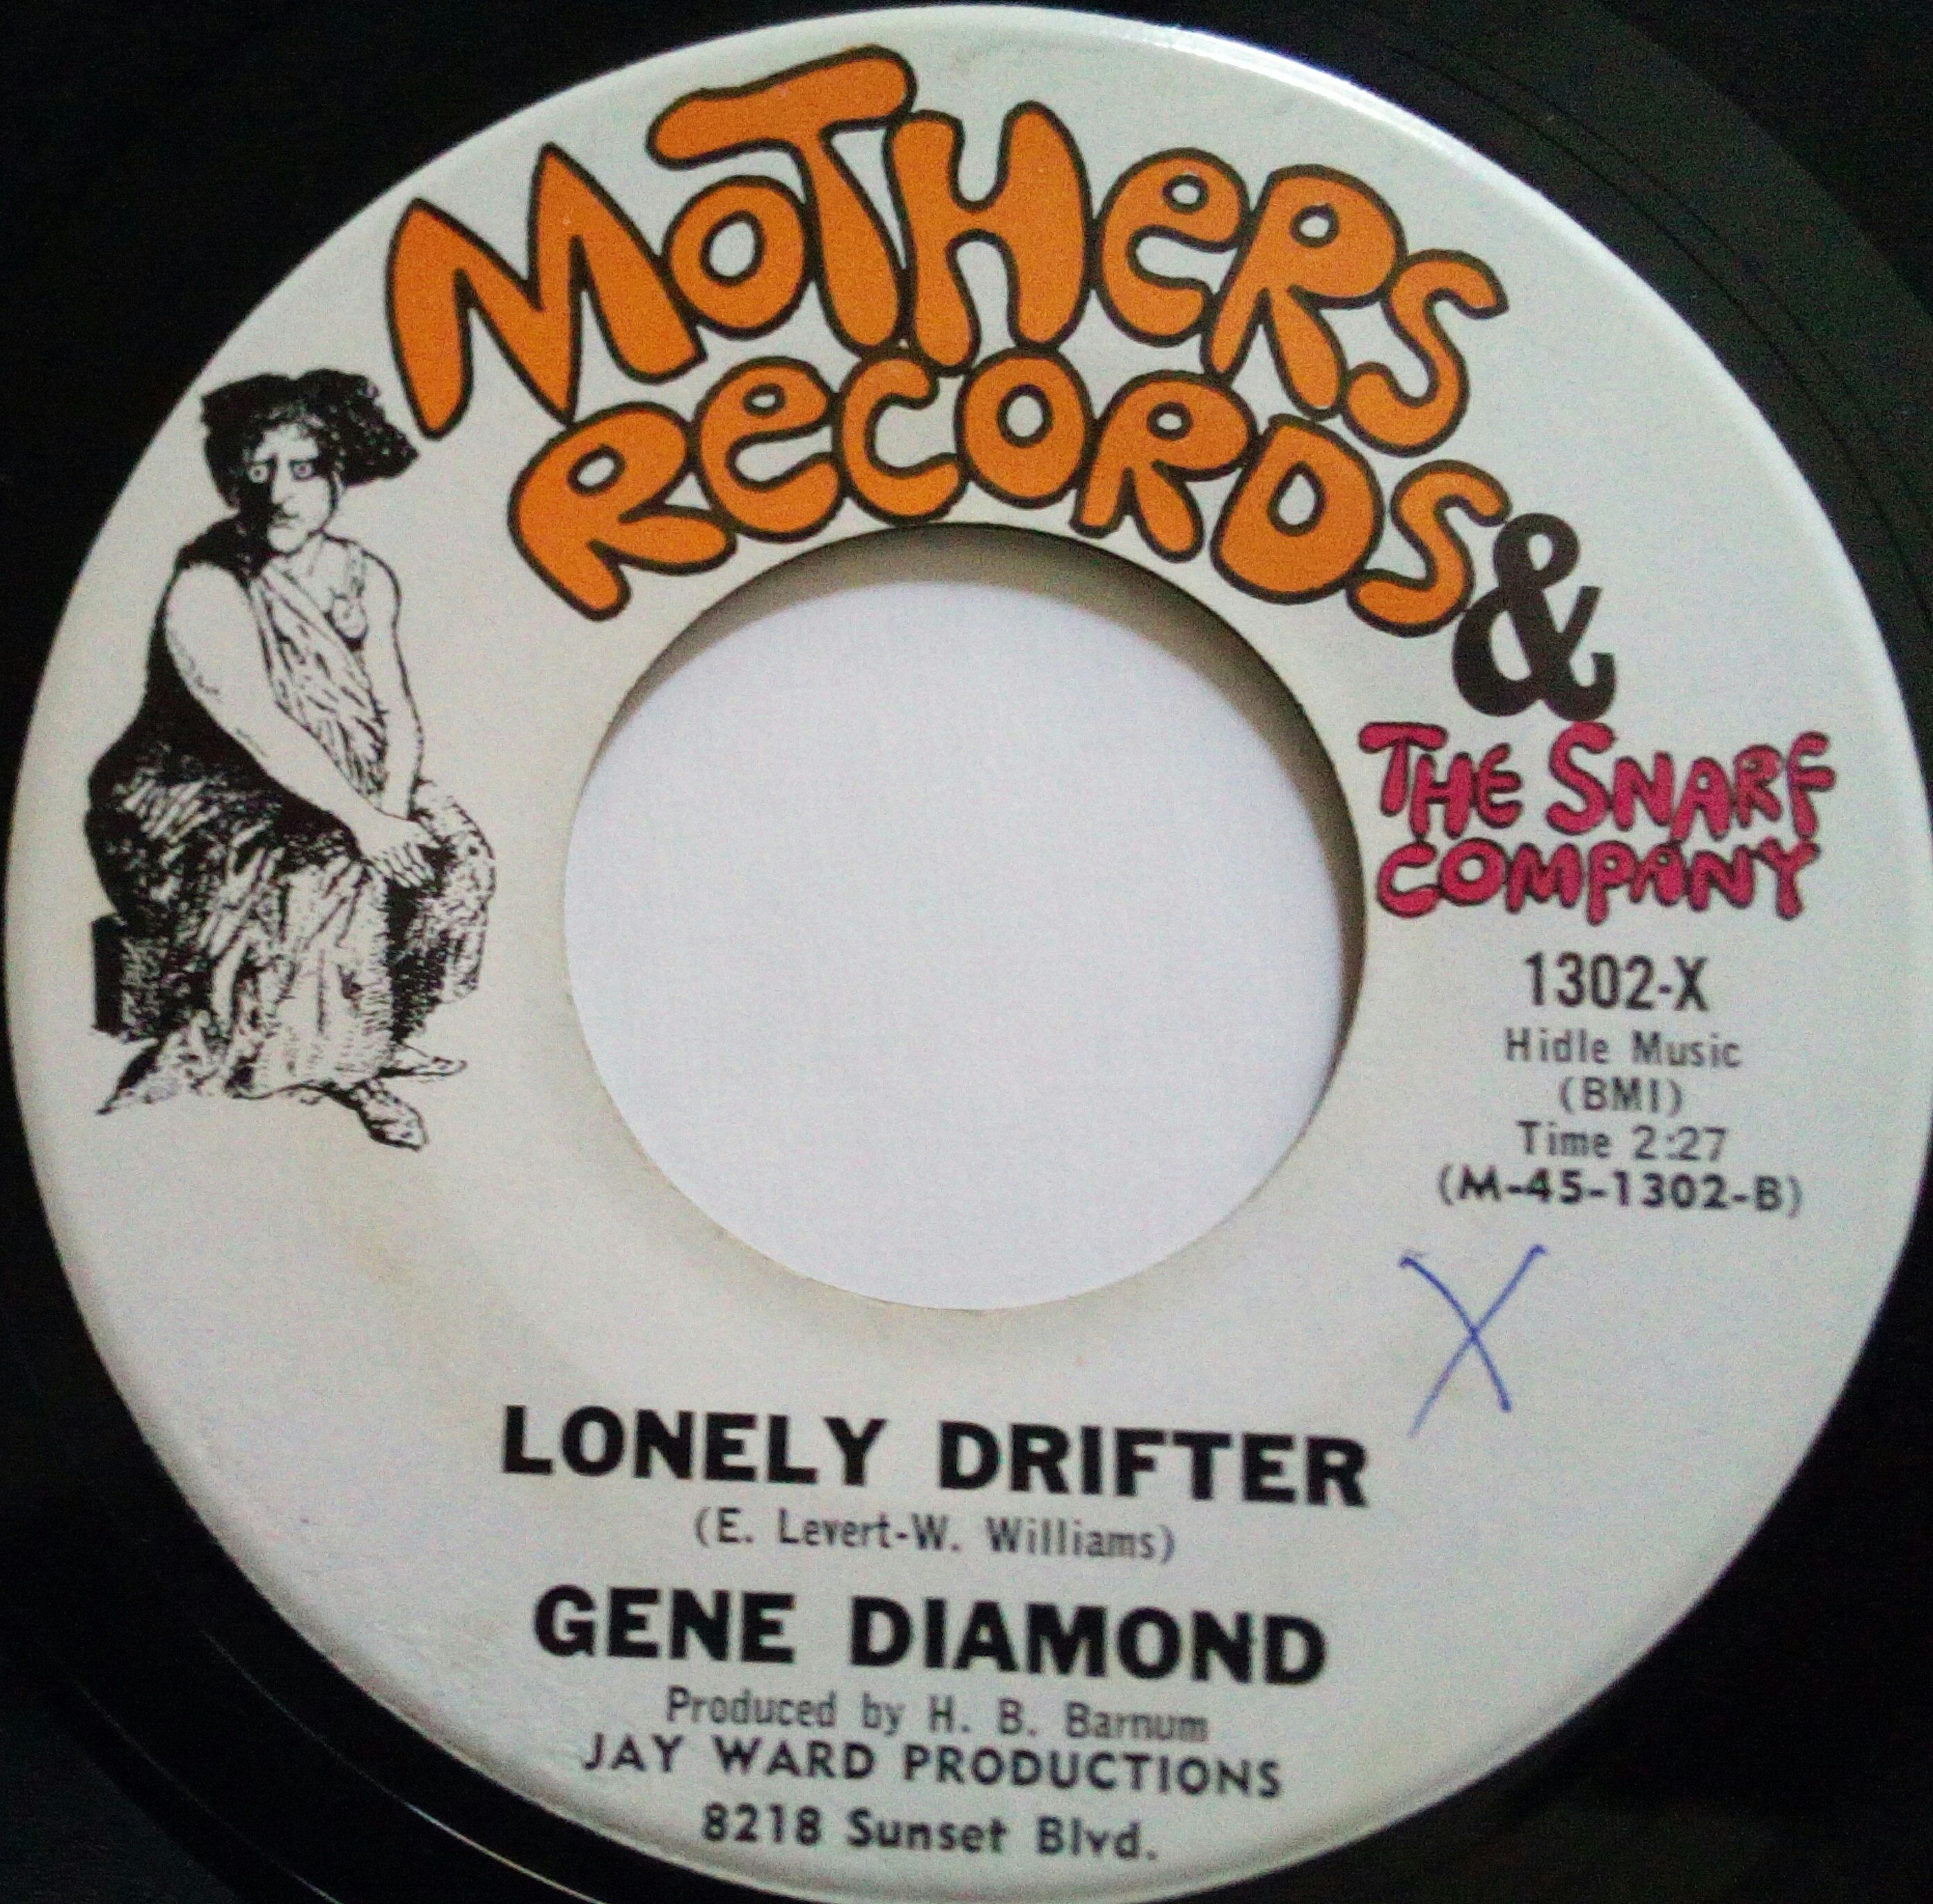 MOTHERS
RECORDS
&
THE SNARF
COMPANY
1302-X
Hidle Music
(BMI)
Time 2:27
(M-45-1302-B)
X
LONELY DRIFTER
(E. Levert-W. Williams)
GENE DIAMOND
Produced by H. B. Barnum
JAY WARD PRODUCTIONS
8218 Sunset Blvd.